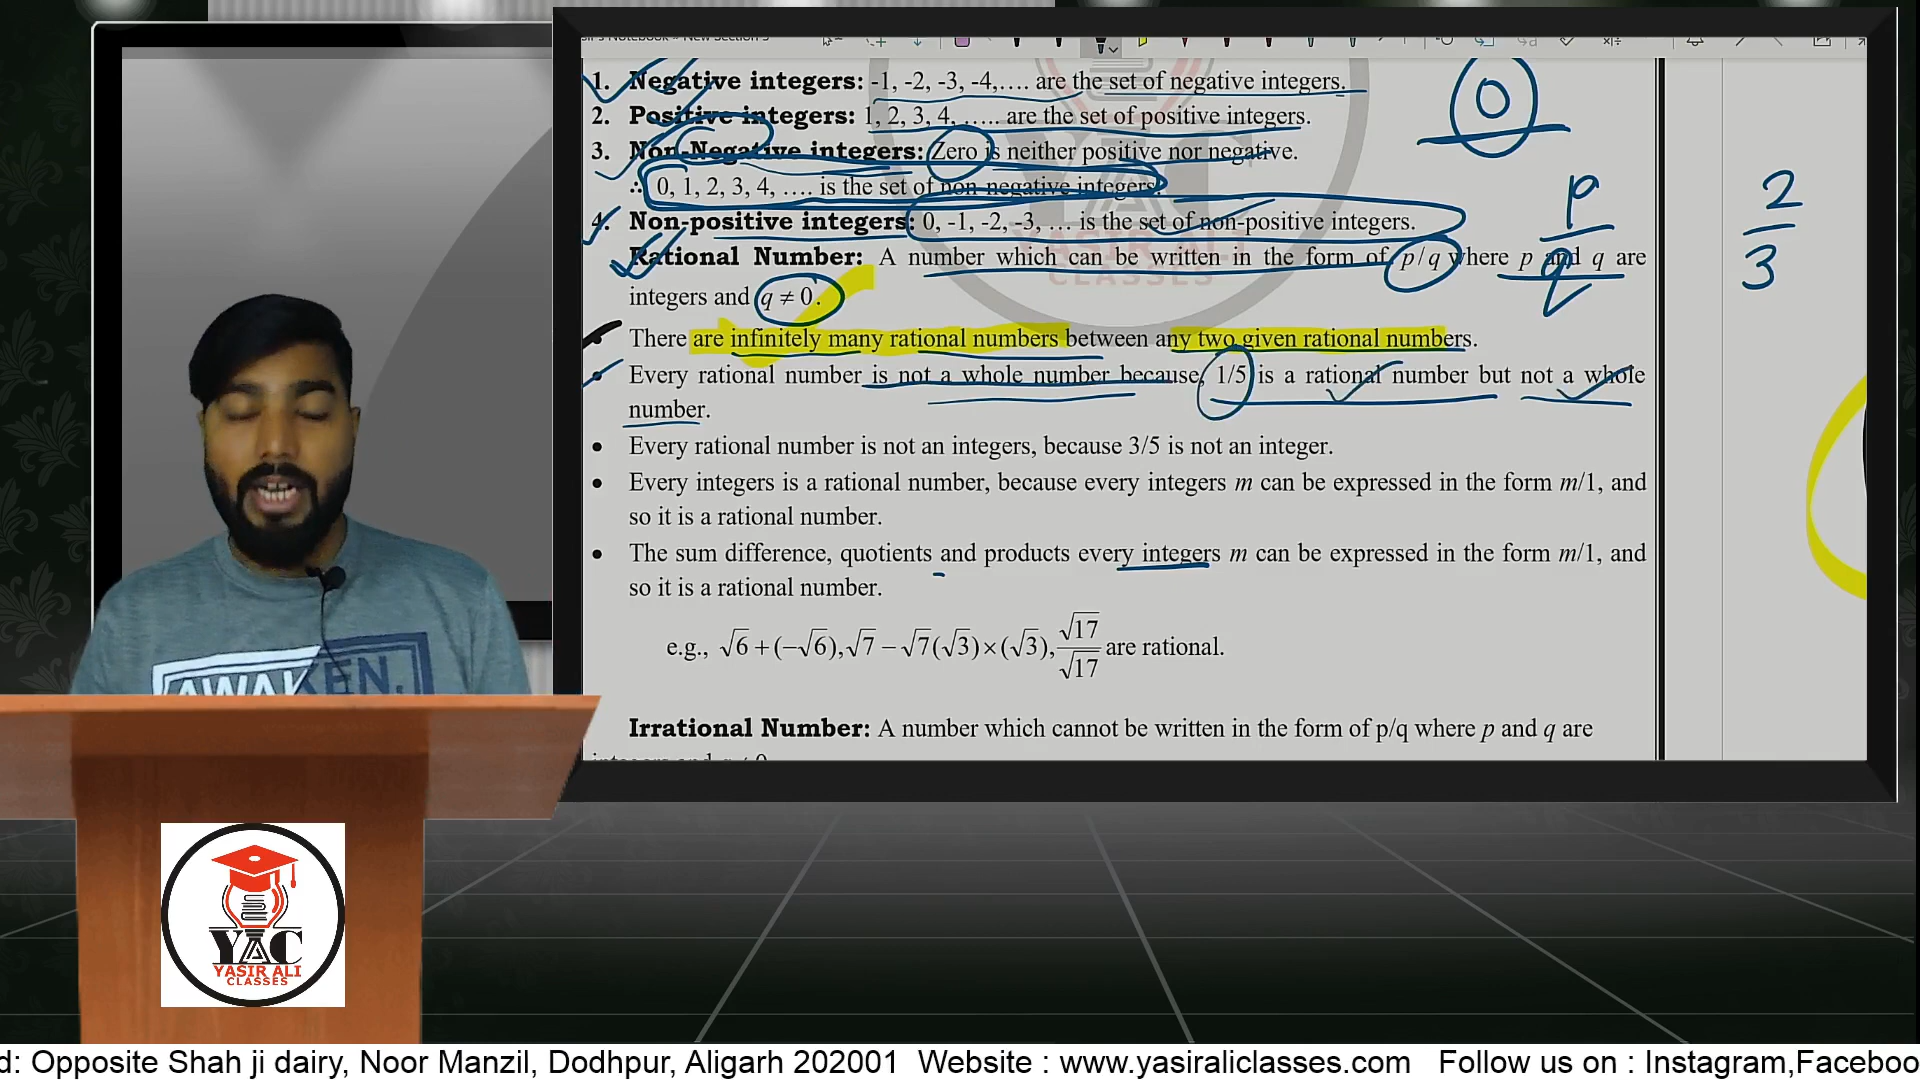 1. Negative integers: -1, -2, -3, -4,…. are the set of negative integers.
2. Positive integers: 1, 2, 3, 4, ….. are the set of positive integers.
3. Non-Negative integers: Zero is neither positive nor negative.
∴ 0, 1, 2, 3, 4, …. is the set of non-negative integers.
4. Non-positive integers: 0, -1, -2, -3, … is the set of non-positive integers.
Rational Number: A number which can be written in the form of p/q where p and q are
integers and q ≠ 0.
• There are infinitely many rational numbers between any two given rational numbers.
• Every rational number is not a whole number because, 1/5 is a rational number but not a whole
number.
• Every rational number is not an integers, because 3/5 is not an integer.
• Every integers is a rational number, because every integers m can be expressed in the form m/1, and
so it is a rational number.
• The sum difference, quotients and products every integers m can be expressed in the form m/1, and
so it is a rational number.
e.g., √6 + (−√6), √7 − √7(√3) × (√3), √17/√17 are rational.
Irrational Number: A number which cannot be written in the form of p/q where p and q are
0
p/q
2/3
YASIR ALI
CLASSES
AWAKEN.
YAC
YASIR ALI
CLASSES
d: Opposite Shah ji dairy, Noor Manzil, Dodhpur, Aligarh 202001 Website : www.yasiraliclasses.com Follow us on : Instagram,Faceboo